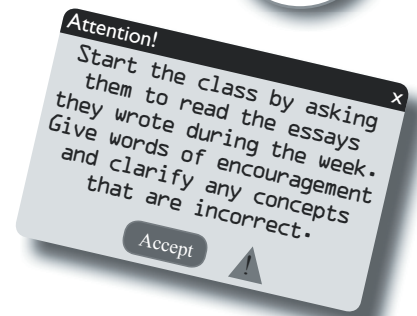 Attention!
x
Start the class by asking
them to read the essays
they wrote during the week.
Give words of encouragement
and clarify any concepts
that are incorrect.
Accept
!